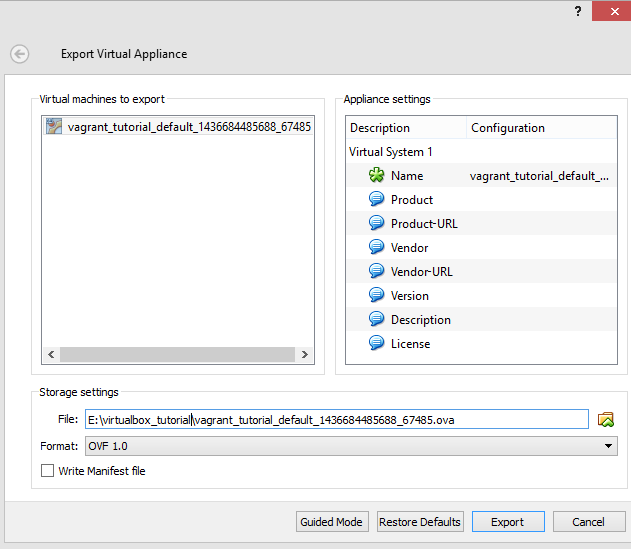 ?
Export Virtual Appliance
Virtual machines to export
vagrant_tutorial_default_1436684485688_67485
Appliance settings
Description Configuration
Virtual System 1
Name vagrant_tutorial_default_...
Product
Product-URL
Vendor
Vendor-URL
Version
Description
License
Storage settings
File: E:\virtualbox_tutorial\vagrant_tutorial_default_1436684485688_67485.ova
Format: OVF 1.0
Write Manifest file
Guided Mode Restore Defaults Export Cancel